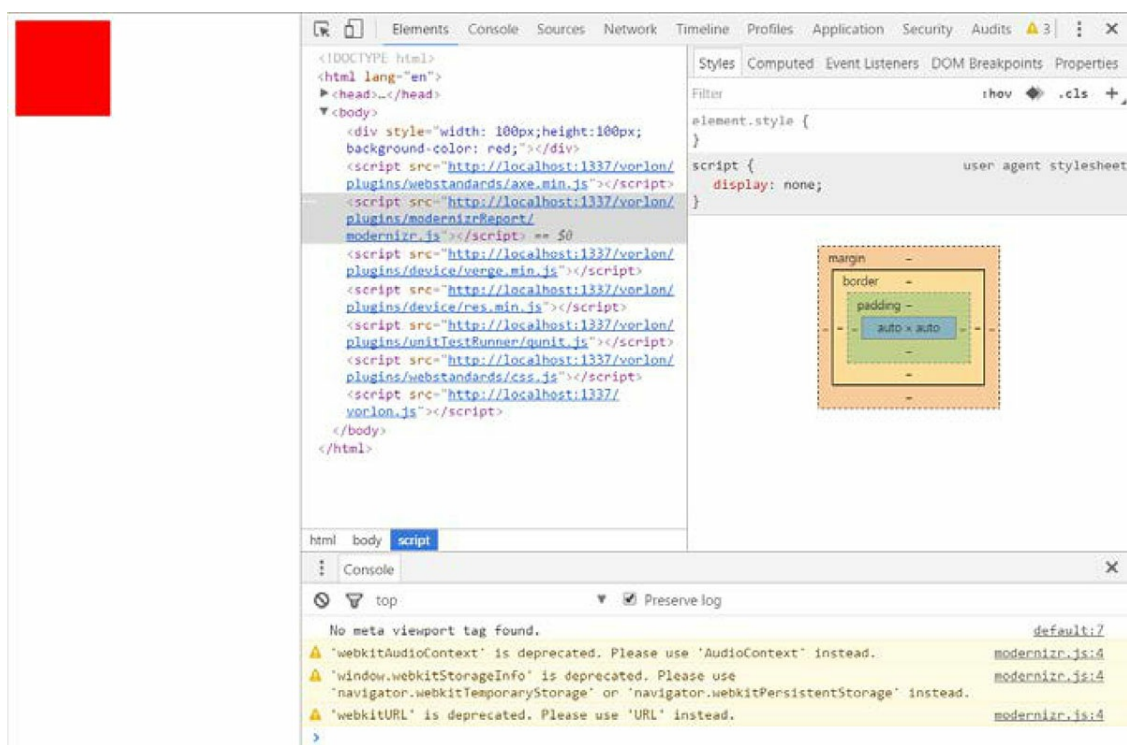 Elements Console Sources Network Timeline Profiles Application Security Audits 3
<!DOCTYPE html>
<html lang="en">
<head>…</head>
<body>
<div style="width: 100px;height:100px;
background-color: red;"></div>
<script src="http://localhost:1337/vorlon/
plugins/webstandards/axe.min.js"></script>
<script src="http://localhost:1337/vorlon/
plugins/modernizrReport/
modernizr.js"></script> == $0
<script src="http://localhost:1337/vorlon/
plugins/device/verge.min.js"></script>
<script src="http://localhost:1337/vorlon/
plugins/device/res.min.js"></script>
<script src="http://localhost:1337/vorlon/
plugins/unitTestRunner/qunit.js"></script>
<script src="http://localhost:1337/vorlon/
plugins/webstandards/css.js"></script>
<script src="http://localhost:1337/
vorlon.js"></script>
</body>
</html>
html body script
Styles Computed Event Listeners DOM Breakpoints Properties
Filter :hov .cls +
element.style {
}
script { user agent stylesheet
display: none;
}
margin -
border -
padding -
- - - auto × auto - - -
-
-
-
Console
top Preserve log
No meta viewport tag found. default:7
'webkitAudioContext' is deprecated. Please use 'AudioContext' instead. modernizr.js:4
'window.webkitStorageInfo' is deprecated. Please use modernizr.js:4
'navigator.webkitTemporaryStorage' or 'navigator.webkitPersistentStorage' instead.
'webkitURL' is deprecated. Please use 'URL' instead. modernizr.js:4
>